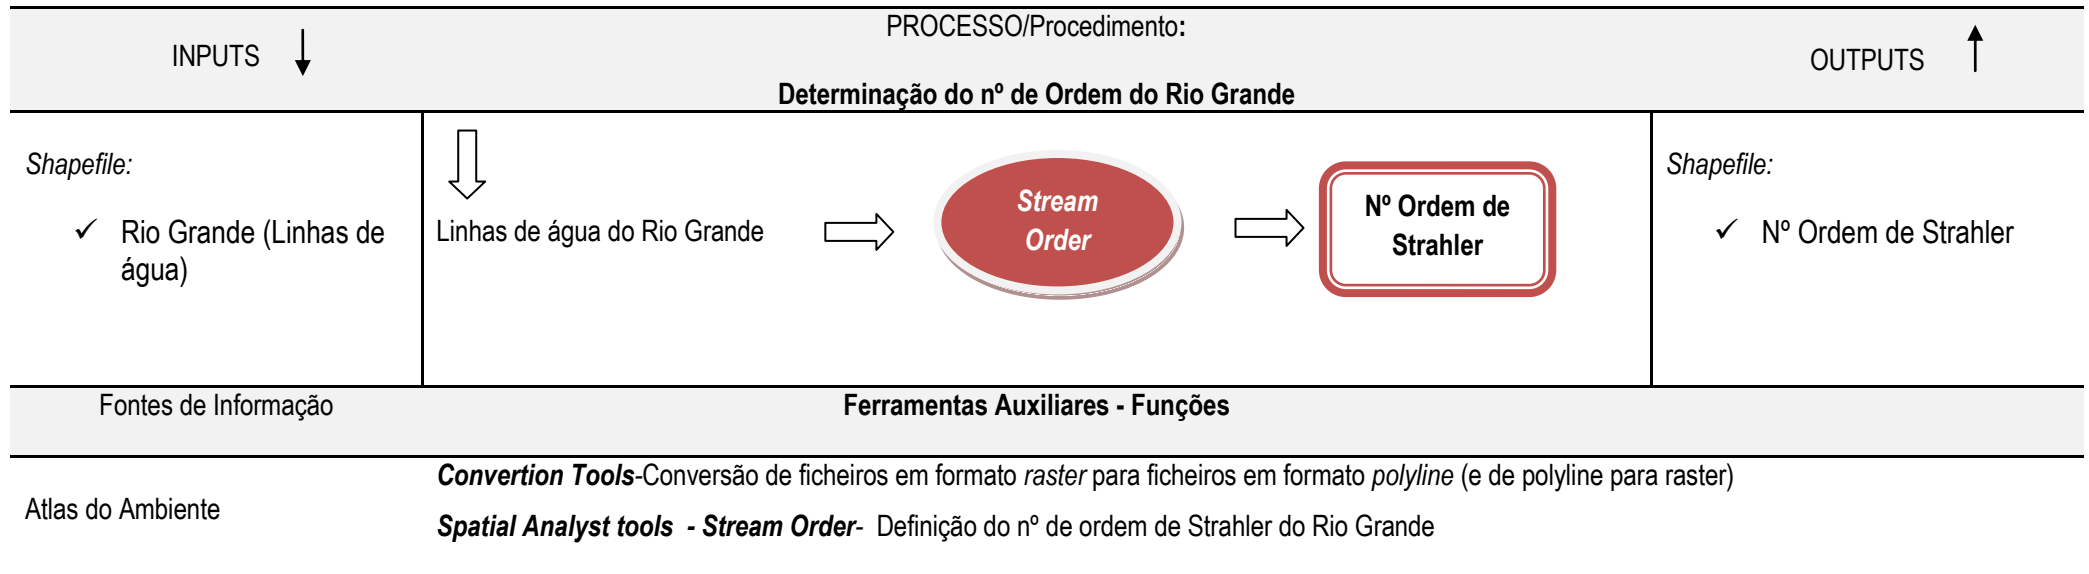 INPUTS
PROCESSO/Procedimento:
Determinação do nº de Ordem do Rio Grande
OUTPUTS
Shapefile:
✓ Rio Grande (Linhas de
água)
Linhas de água do Rio Grande
Stream
Order
Nº Ordem de
Strahler
Shapefile:
✓ Nº Ordem de Strahler
Fontes de Informação
Ferramentas Auxiliares - Funções
Atlas do Ambiente
Convertion Tools-Conversão de ficheiros em formato raster para ficheiros em formato polyline (e de polyline para raster)
Spatial Analyst tools - Stream Order- Definição do nº de ordem de Strahler do Rio Grande